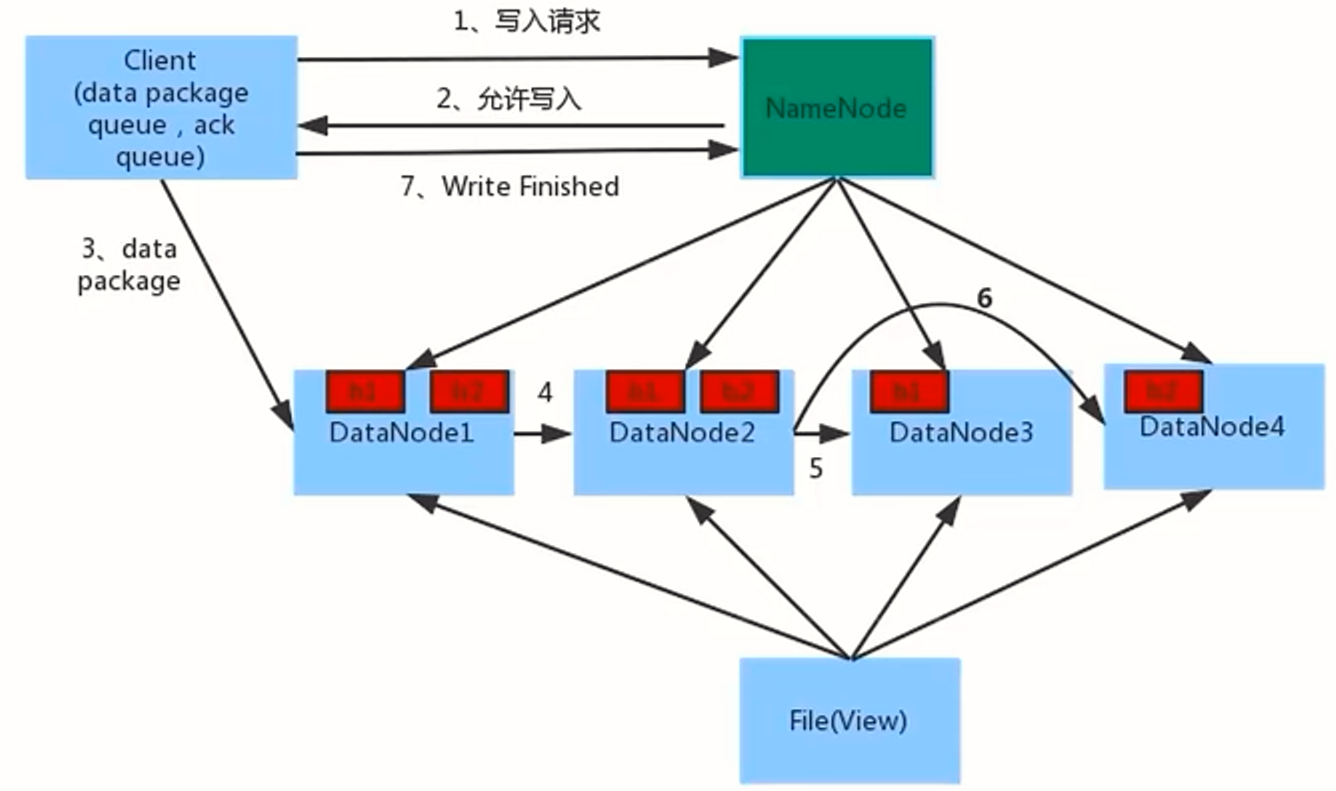 1、写入请求
Client
(data package
queue，ack
queue)
2、允许写入
NameNode
7、Write Finished
3、data
package
6
b1
b2
4
b1
b2
b1
b2
DataNode1
DataNode2
DataNode3
DataNode4
5
File(View)